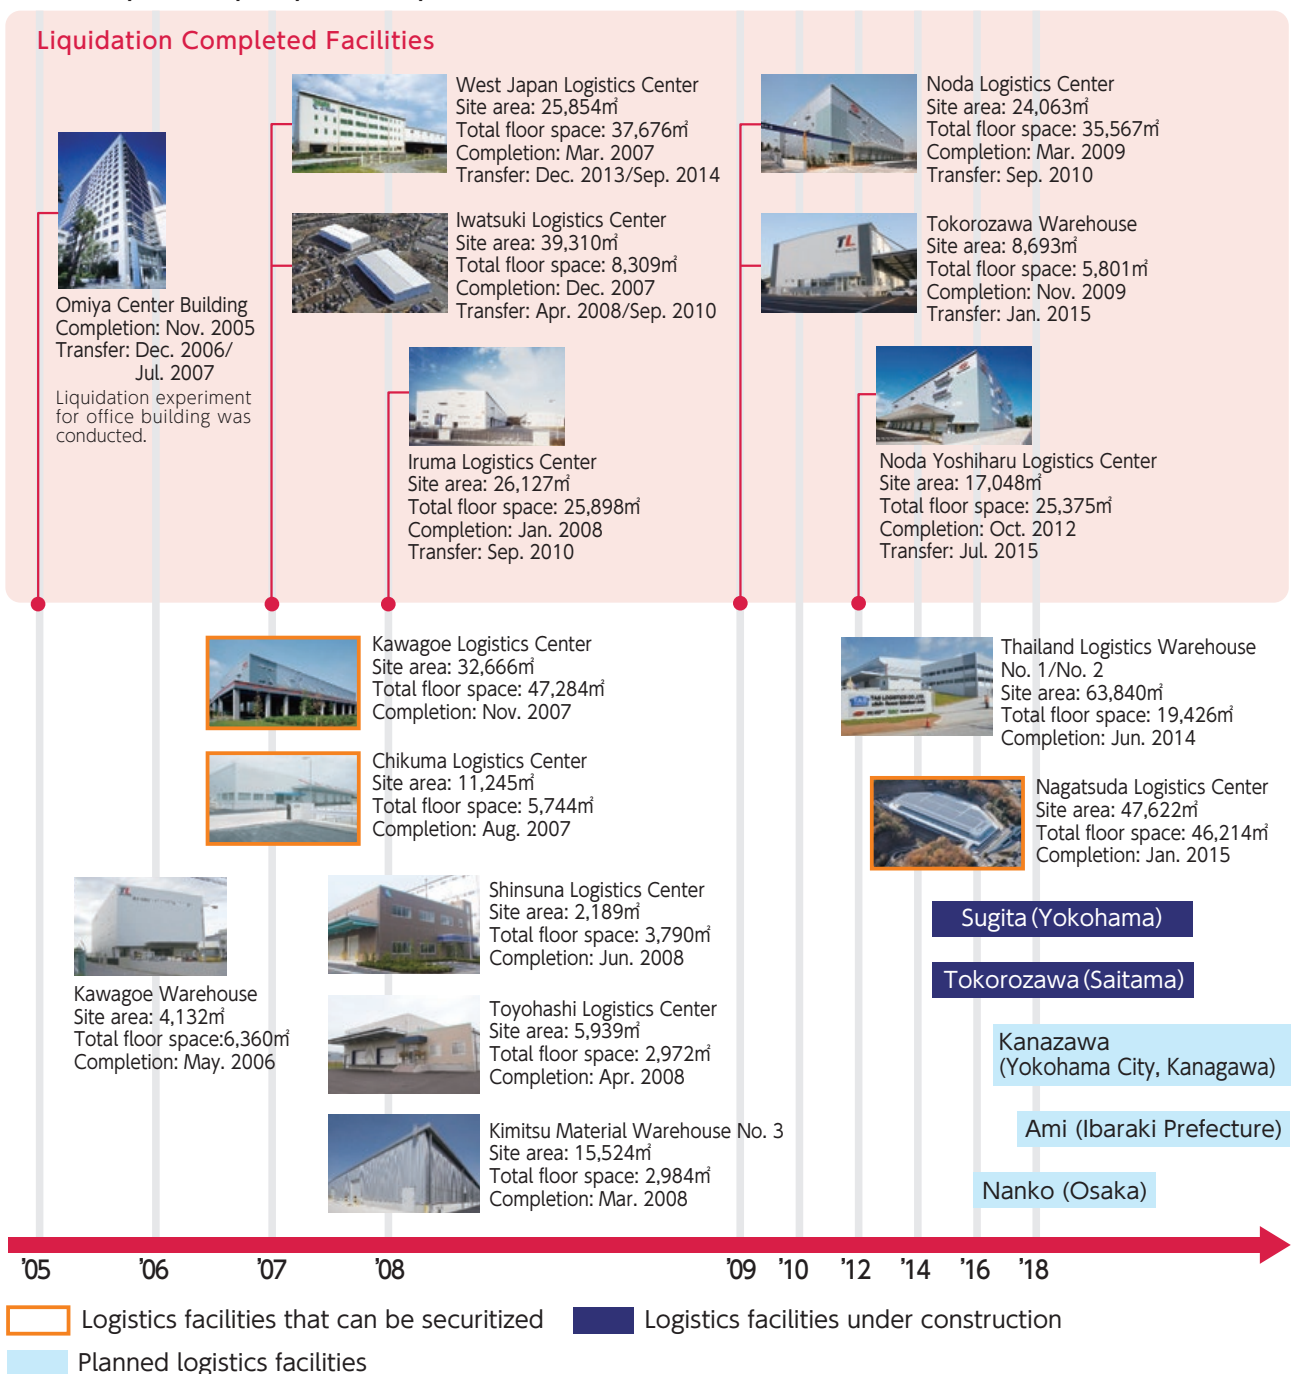 Liquidation Completed Facilities
Omiya Center Building
Completion: Nov. 2005
Transfer: Dec. 2006/
Jul. 2007
Liquidation experiment
for office building was
conducted.
West Japan Logistics Center
Site area: 25,854㎡
Total floor space: 37,676㎡
Completion: Mar. 2007
Transfer: Dec. 2013/Sep. 2014
Iwatsuki Logistics Center
Site area: 39,310㎡
Total floor space: 8,309㎡
Completion: Dec. 2007
Transfer: Apr. 2008/Sep. 2010
Iruma Logistics Center
Site area: 26,127㎡
Total floor space: 25,898㎡
Completion: Jan. 2008
Transfer: Sep. 2010
Noda Logistics Center
Site area: 24,063㎡
Total floor space: 35,567㎡
Completion: Mar. 2009
Transfer: Sep. 2010
TL
Tokorozawa Warehouse
Site area: 8,693㎡
Total floor space: 5,801㎡
Completion: Nov. 2009
Transfer: Jan. 2015
Noda Yoshiharu Logistics Center
Site area: 17,048㎡
Total floor space: 25,375㎡
Completion: Oct. 2012
Transfer: Jul. 2015
Kawagoe Logistics Center
Site area: 32,666㎡
Total floor space: 47,284㎡
Completion: Nov. 2007
Chikuma Logistics Center
Site area: 11,245㎡
Total floor space: 5,744㎡
Completion: Aug. 2007
TL
Kawagoe Warehouse
Site area: 4,132㎡
Total floor space:6,360㎡
Completion: May. 2006
Shinsuna Logistics Center
Site area: 2,189㎡
Total floor space: 3,790㎡
Completion: Jun. 2008
Toyohashi Logistics Center
Site area: 5,939㎡
Total floor space: 2,972㎡
Completion: Apr. 2008
Kimitsu Material Warehouse No. 3
Site area: 15,524㎡
Total floor space: 2,984㎡
Completion: Mar. 2008
Thailand Logistics Warehouse
No. 1/No. 2
Site area: 63,840㎡
Total floor space: 19,426㎡
Completion: Jun. 2014
Nagatsuda Logistics Center
Site area: 47,622㎡
Total floor space: 46,214㎡
Completion: Jan. 2015
Sugita (Yokohama)
Tokorozawa (Saitama)
Kanazawa
(Yokohama City, Kanagawa)
Ami (Ibaraki Prefecture)
Nanko (Osaka)
'05 '06 '07 '08 '09 '10 '12 '14 '16 '18
Logistics facilities that can be securitized
Logistics facilities under construction
Planned logistics facilities